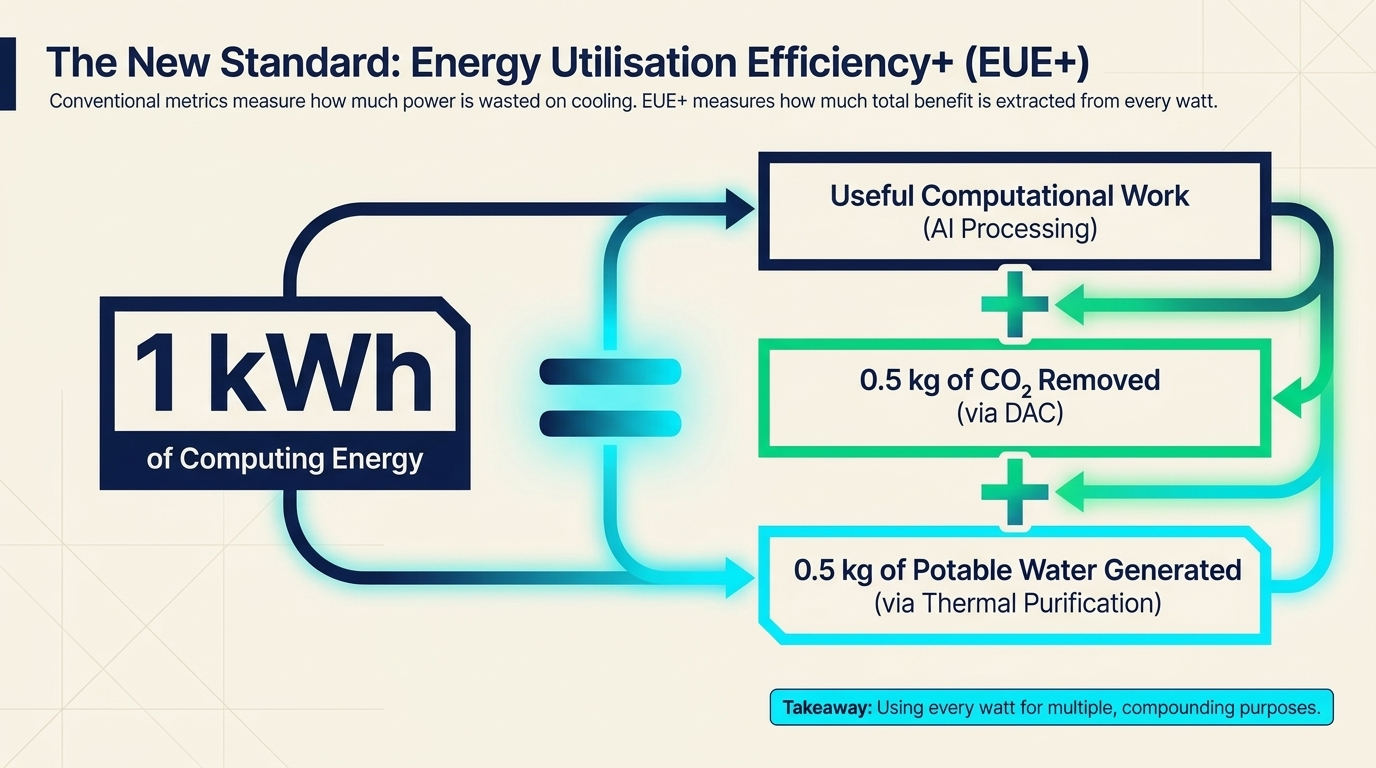 The New Standard: Energy Utilisation Efficiency+ (EUE+)
Conventional metrics measure how much power is wasted on cooling. EUE+ measures how much total benefit is extracted from every watt.
1 kWh
of Computing Energy
=
Useful Computational Work
(AI Processing)
+
0.5 kg of CO₂ Removed
(via DAC)
+
0.5 kg of Potable Water Generated
(via Thermal Purification)
Takeaway: Using every watt for multiple, compounding purposes.